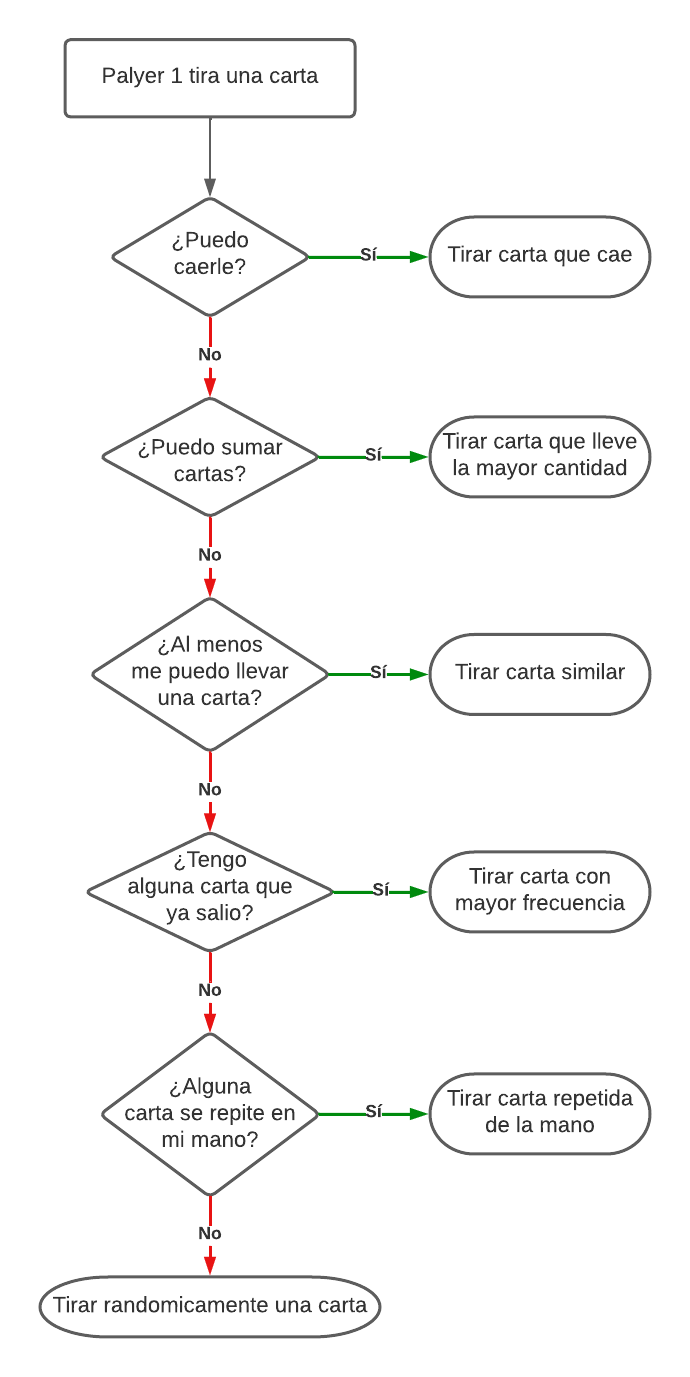 Palyer 1 tira una carta
¿Puedo
caerle?
Sí
Tirar carta que cae
No
¿Puedo sumar
cartas?
Sí
Tirar carta que lleve
la mayor cantidad
No
¿Al menos
me puedo llevar
una carta?
Sí
Tirar carta similar
No
¿Tengo
alguna carta que
ya salio?
Sí
Tirar carta con
mayor frecuencia
No
¿Alguna
carta se repite en
mi mano?
Sí
Tirar carta repetida
de la mano
No
Tirar randomicamente una carta